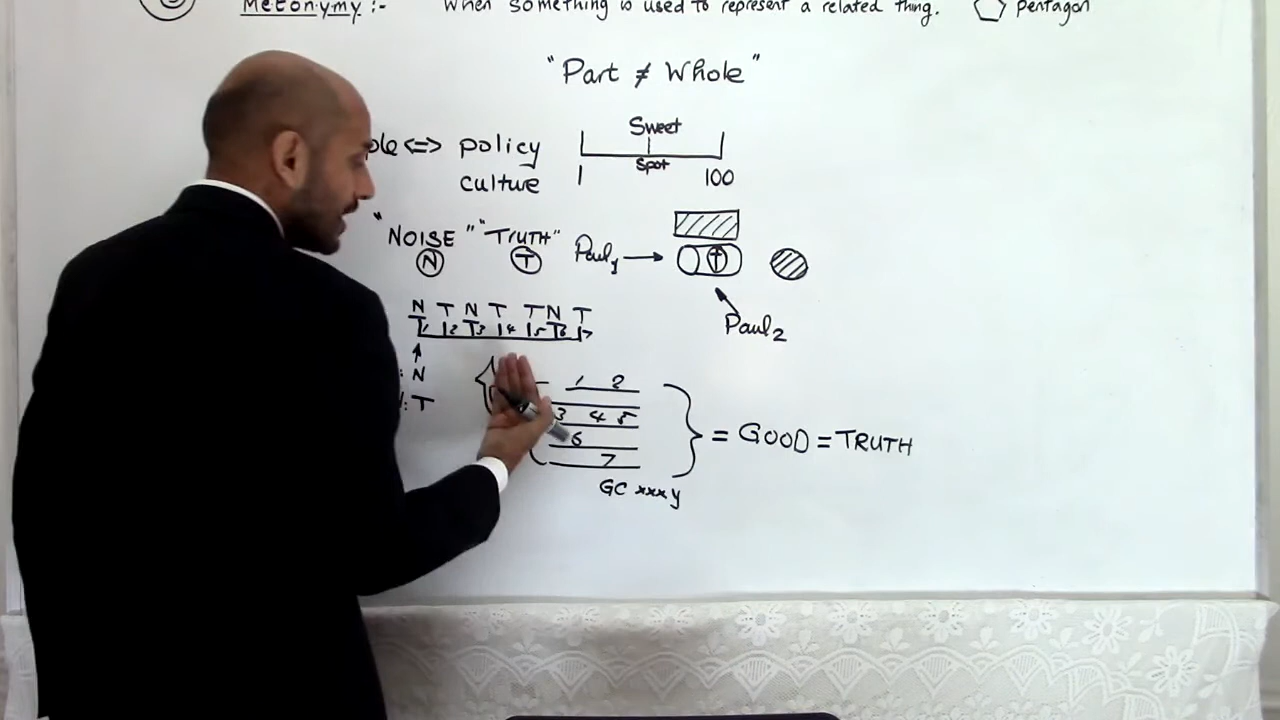 Metonymy :- When something is used to represent a related thing. pentagon
"Part ≠ Whole"
<=> policy
culture
Sweet
Spot
1 100
"NOISE" "TRUTH"
N T
Paul1 →
T
Paul2
N T N T T N T
1 2 3 4 5 6 7
: N
: T
1 2
3 4 5
6
7
= GOOD = TRUTH
GC xxxy